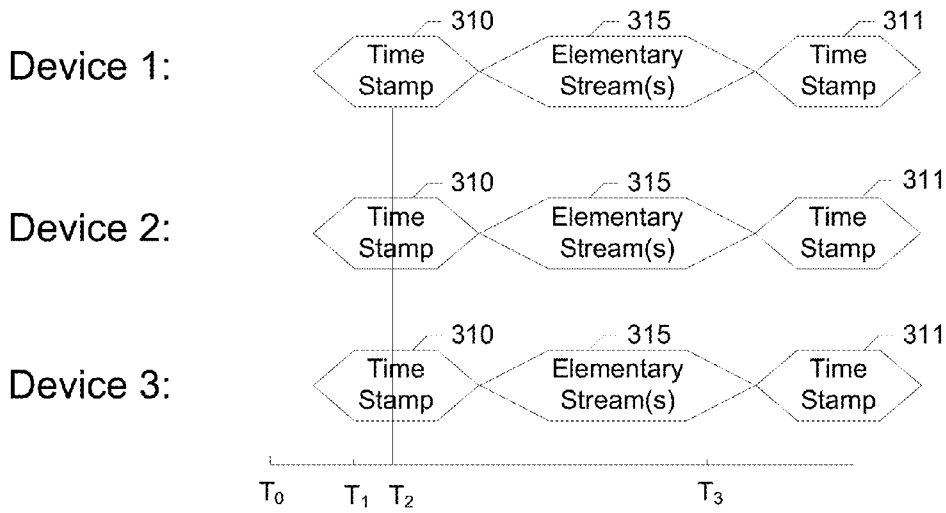 310 315 311
Device 1: Time Stamp Elementary Stream(s) Time Stamp
310 315 311
Device 2: Time Stamp Elementary Stream(s) Time Stamp
310 315 311
Device 3: Time Stamp Elementary Stream(s) Time Stamp
T₀ T₁ T₂ T₃